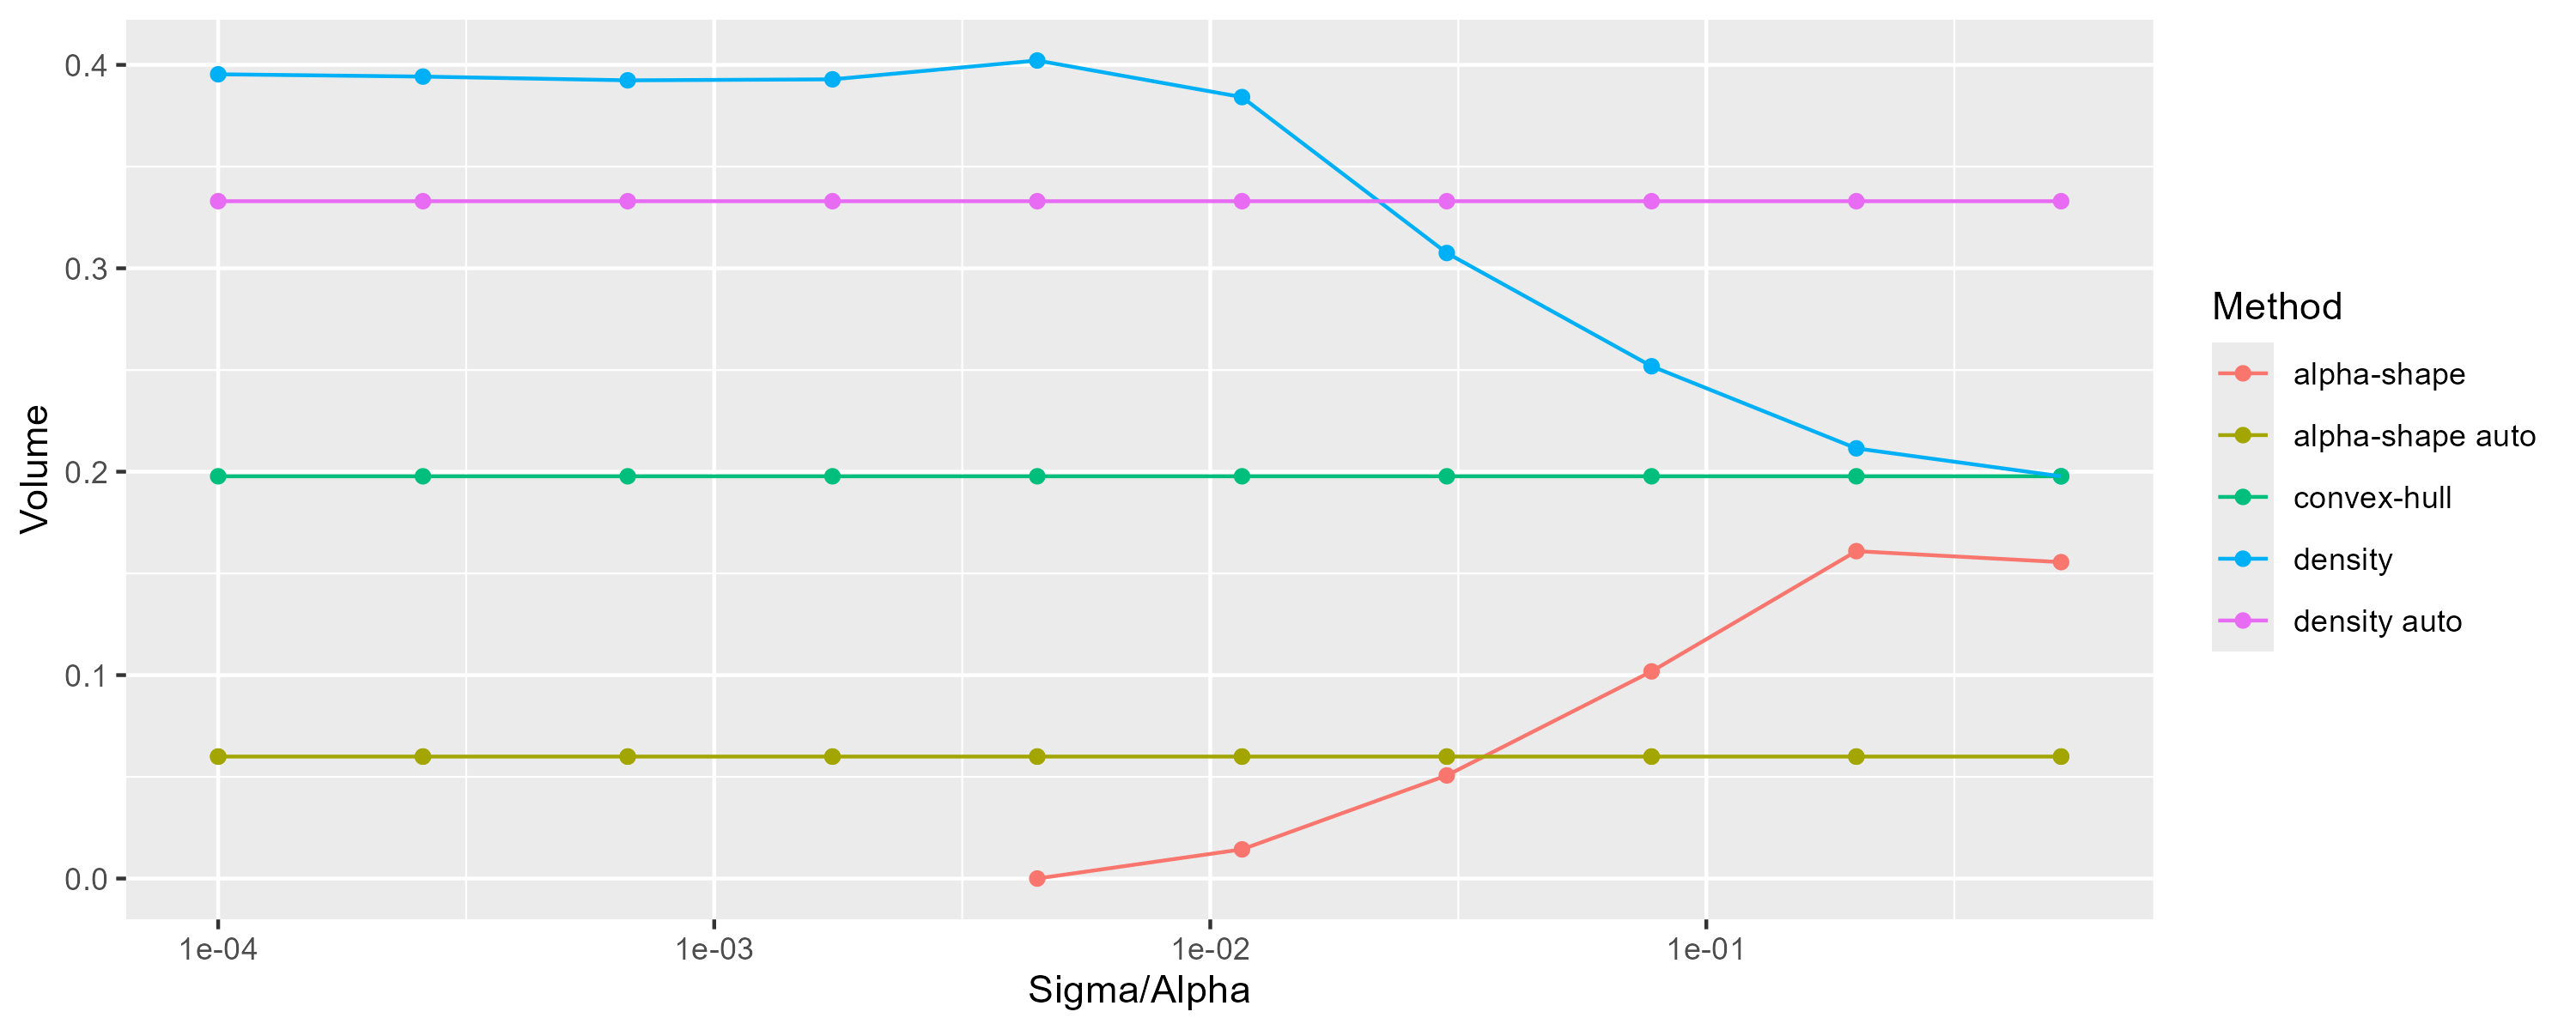 0.4
0.3
0.2
0.1
0.0
Volume
1e-04
1e-03
1e-02
1e-01
Sigma/Alpha
Method
alpha-shape
alpha-shape auto
convex-hull
density
density auto